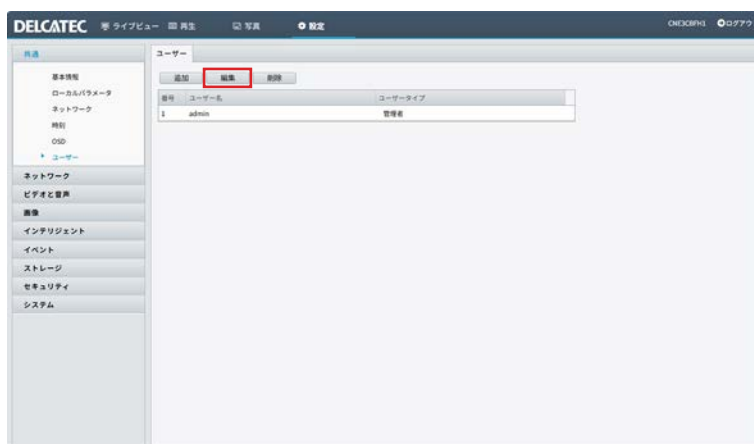 DELCATEC ライブビュー 再生 写真 設定 CNE3CBFH1 ログアウ
共通
基本情報
ローカルパラメータ
ネットワーク
時刻
OSD
ユーザー
ネットワーク
ビデオと音声
画像
インテリジェント
イベント
ストレージ
セキュリティ
システム
ユーザー
追加 編集 削除
番号 ユーザー名 ユーザータイプ
1 admin 管理者